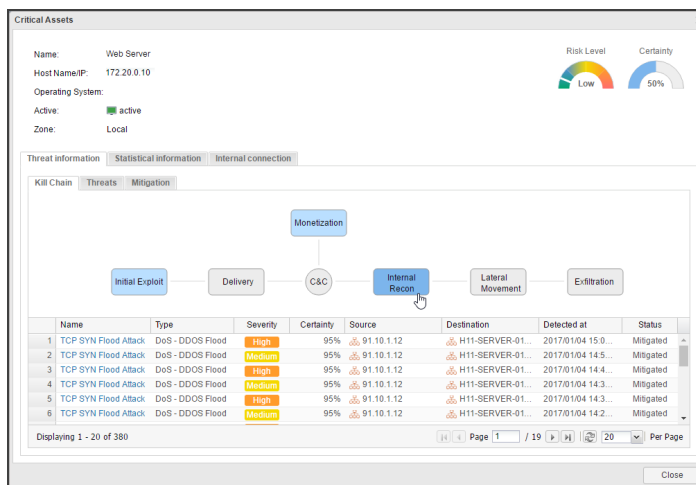 Critical Assets
Name: Web Server
Host Name/IP: 172.20.0.10
Operating System:
Active: active
Zone: Local
Risk Level Certainty
Low 50%
Threat information Statistical information Internal connection
Kill Chain Threats Mitigation
Monetization
Initial Exploit Delivery C&C Internal Recon Lateral Movement Exfiltration
Name Type Severity Certainty Source Destination Detected at Status
1 TCP SYN Flood Attack DoS - DDOS Flood High 95% 91.10.1.12 H11-SERVER-01... 2017/01/04 15:0... Mitigated
2 TCP SYN Flood Attack DoS - DDOS Flood Medium 95% 91.10.1.12 H11-SERVER-01... 2017/01/04 14:5... Mitigated
3 TCP SYN Flood Attack DoS - DDOS Flood High 95% 91.10.1.12 H11-SERVER-01... 2017/01/04 14:4... Mitigated
4 TCP SYN Flood Attack DoS - DDOS Flood Medium 95% 91.10.1.12 H11-SERVER-01... 2017/01/04 14:3... Mitigated
5 TCP SYN Flood Attack DoS - DDOS Flood High 95% 91.10.1.12 H11-SERVER-01... 2017/01/04 14:3... Mitigated
6 TCP SYN Flood Attack DoS - DDOS Flood Medium 95% 91.10.1.12 H11-SERVER-01... 2017/01/04 14:2... Mitigated
Displaying 1 - 20 of 380 Page 1 / 19 20 Per Page
Close